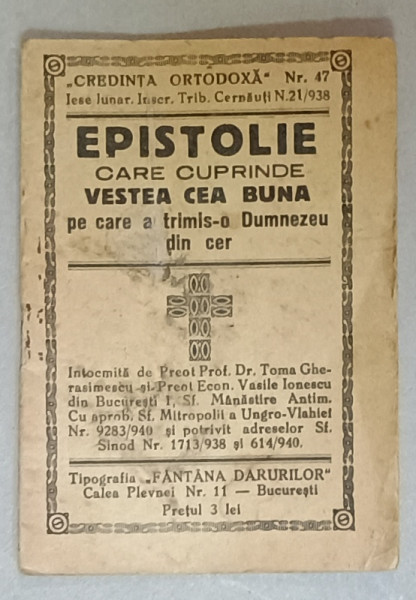 „CREDINȚA ORTODOXĂ" Nr. 47
Iese lunar. Inscr. Trib. Cernăuți N.21/938
EPISTOLIE
CARE CUPRINDE
VESTEA CEA BUNA
pe care a trimis-o Dumnezeu
din cer
Intocmită de Preot Prof. Dr. Toma Ghe-
rasimescu și Preot Econ. Vasile Ionescu
din București I, Sf. Mânăstire Antim.
Cu aprob. Sf. Mitropolii a Ungro-Vlahiei
Nr. 9283/940 și potrivit adreselor Sf.
Sinod Nr. 1713/938 și 614/940.
Tipografia „FÂNTÂNA DARURILOR"
Calea Plevnei Nr. 11 — București
Prețul 3 lei